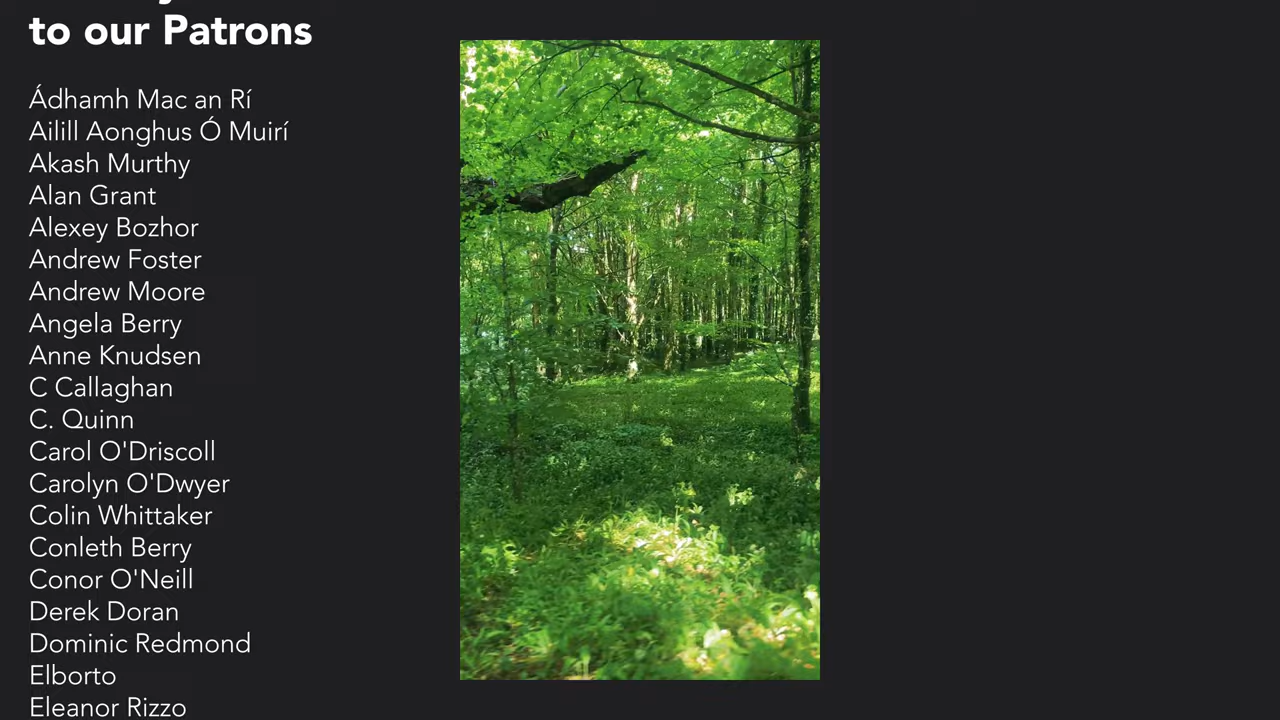 to our Patrons
Ádhamh Mac an Rí
Ailill Aonghus Ó Muirí
Akash Murthy
Alan Grant
Alexey Bozhor
Andrew Foster
Andrew Moore
Angela Berry
Anne Knudsen
C Callaghan
C. Quinn
Carol O'Driscoll
Carolyn O'Dwyer
Colin Whittaker
Conleth Berry
Conor O'Neill
Derek Doran
Dominic Redmond
Elborto
Eleanor Rizzo